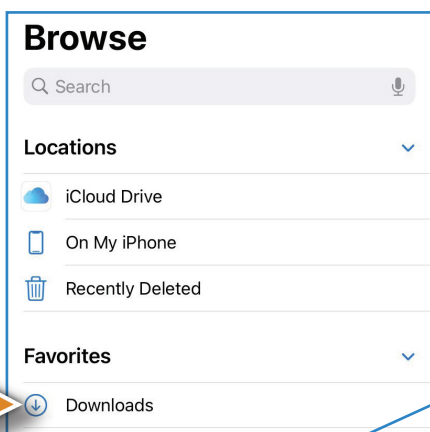 Browse
Search
Locations
iCloud Drive
On My iPhone
Recently Deleted
Favorites
Downloads